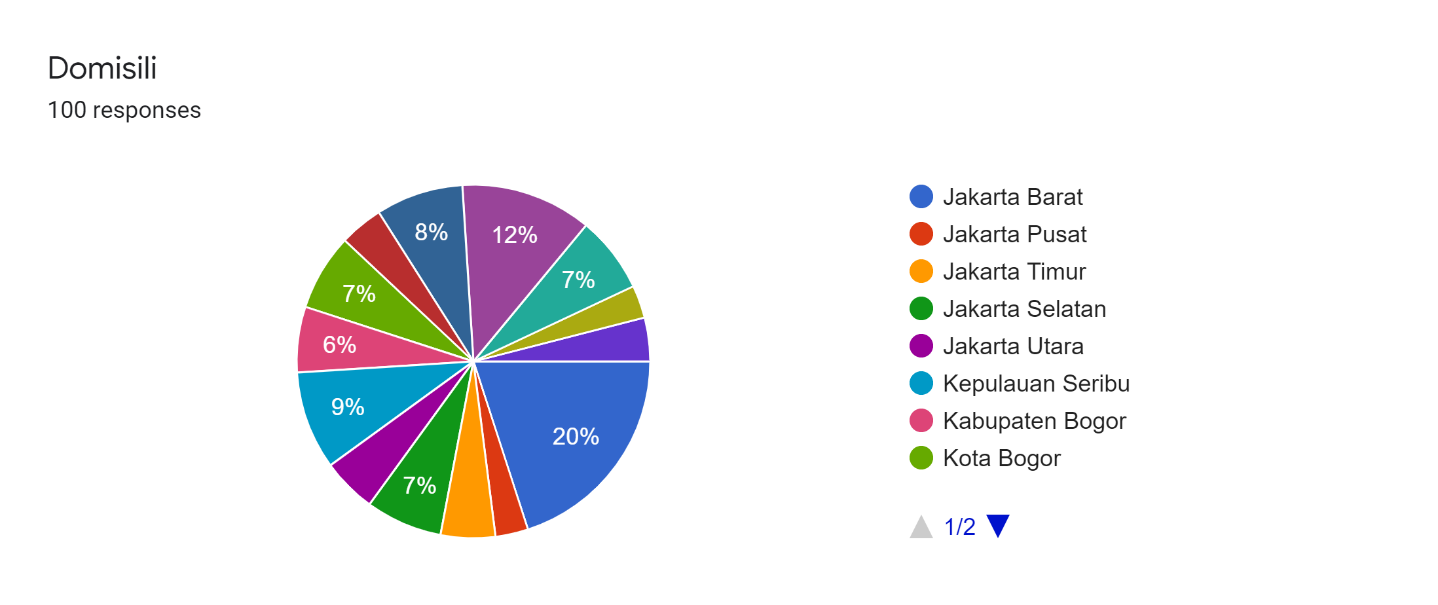 Domisili
100 responses
8%
12%
7%
7%
6%
9%
20%
7%
Jakarta Barat
Jakarta Pusat
Jakarta Timur
Jakarta Selatan
Jakarta Utara
Kepulauan Seribu
Kabupaten Bogor
Kota Bogor
1/2